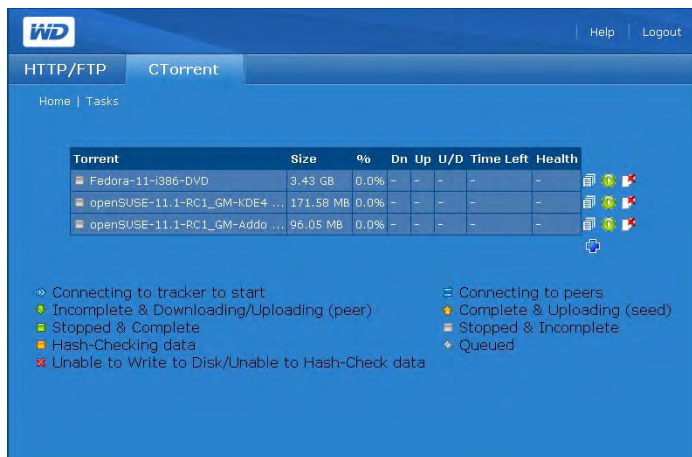 WD
Help | Logout
HTTP/FTP CTorrent
Home | Tasks
Torrent Size % Dn Up U/D Time Left Health
Fedora-11-i386-DVD 3.43 GB 0.0% - - - - -
openSUSE-11.1-RC1_GM-KDE4 ... 171.58 MB 0.0% - - - - -
openSUSE-11.1-RC1_GM-Addo ... 96.05 MB 0.0% - - - - -
Connecting to tracker to start
Connecting to peers
Incomplete & Downloading/Uploading (peer)
Complete & Uploading (seed)
Stopped & Complete
Stopped & Incomplete
Hash-Checking data
Queued
Unable to Write to Disk/Unable to Hash-Check data